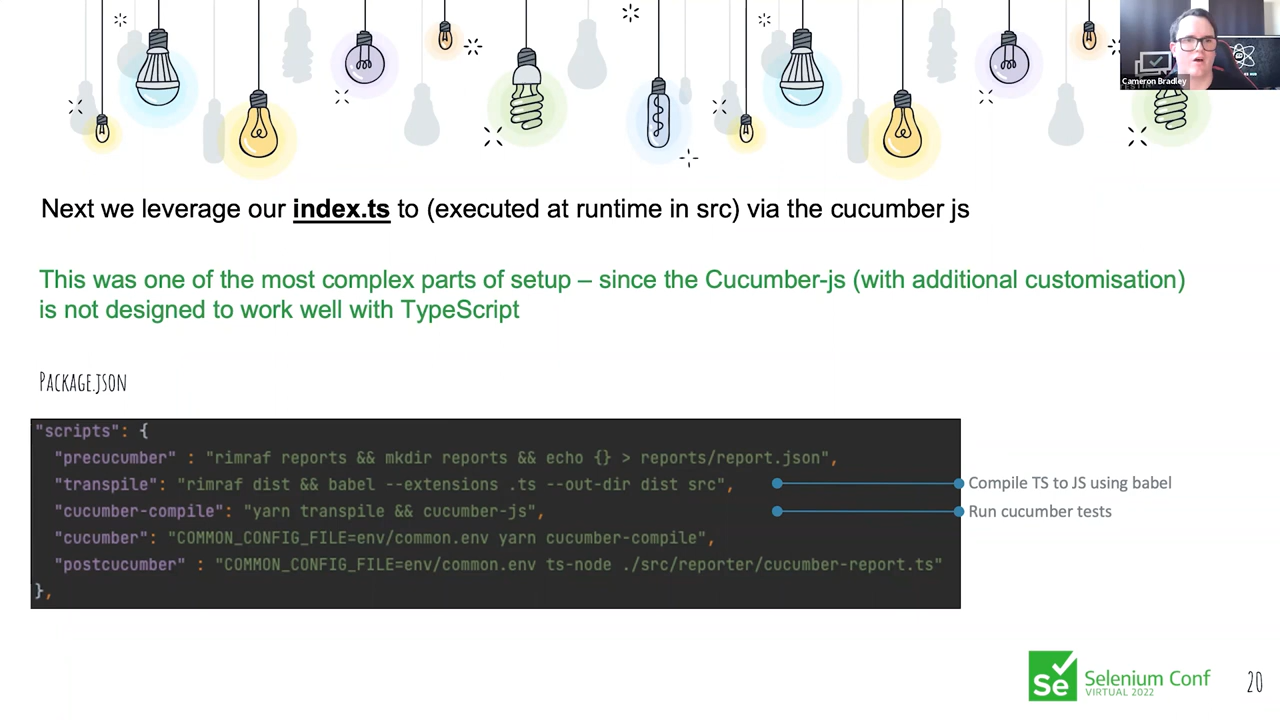 Cameron Bradley
Next we leverage our index.ts to (executed at runtime in src) via the cucumber js
This was one of the most complex parts of setup – since the Cucumber-js (with additional customisation)
is not designed to work well with TypeScript
Package.json
"scripts": {
"precucumber" : "rimraf reports && mkdir reports && echo {} > reports/report.json",
"transpile": "rimraf dist && babel --extensions .ts --out-dir dist src",
Compile TS to JS using babel
"cucumber-compile": "yarn transpile && cucumber-js",
Run cucumber tests
"cucumber": "COMMON_CONFIG_FILE=env/common.env yarn cucumber-compile",
"postcucumber" : "COMMON_CONFIG_FILE=env/common.env ts-node ./src/reporter/cucumber-report.ts"
},
Se
Selenium Conf
VIRTUAL 2022
20